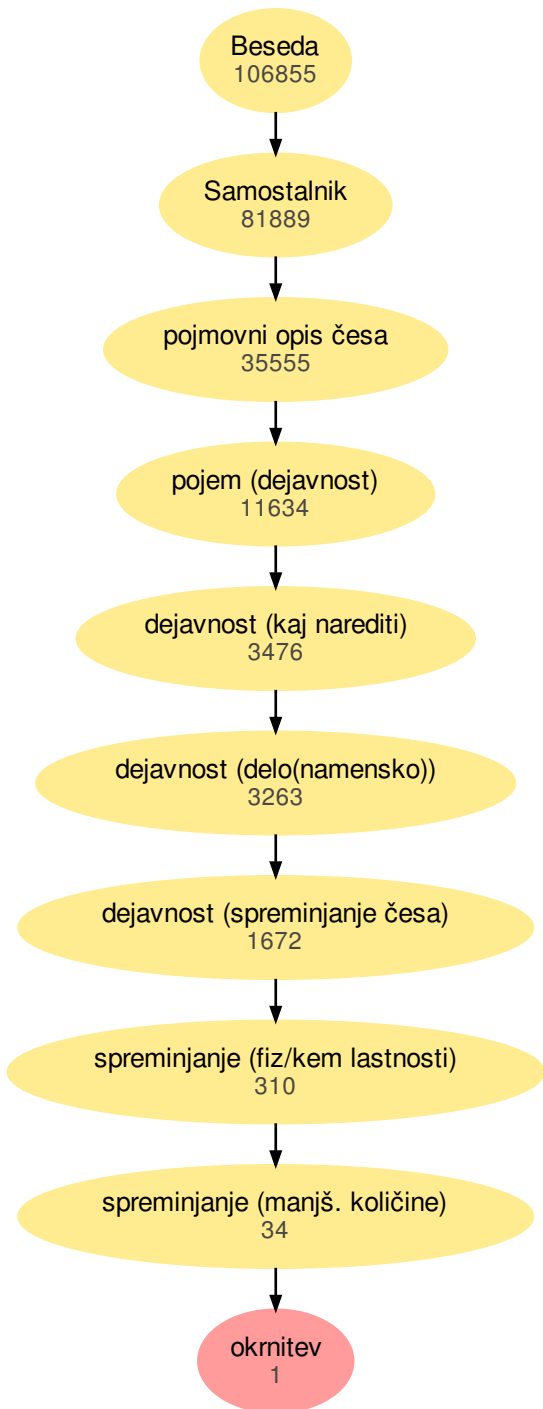 Beseda
106855
Samostalnik
81889
pojmovni opis česa
35555
pojem (dejavnost)
11634
dejavnost (kaj narediti)
3476
dejavnost (delo(namensko))
3263
dejavnost (spreminjanje česa)
1672
spreminjanje (fiz/kem lastnosti)
310
spreminjanje (manjš. količine)
34
okrnitev
1